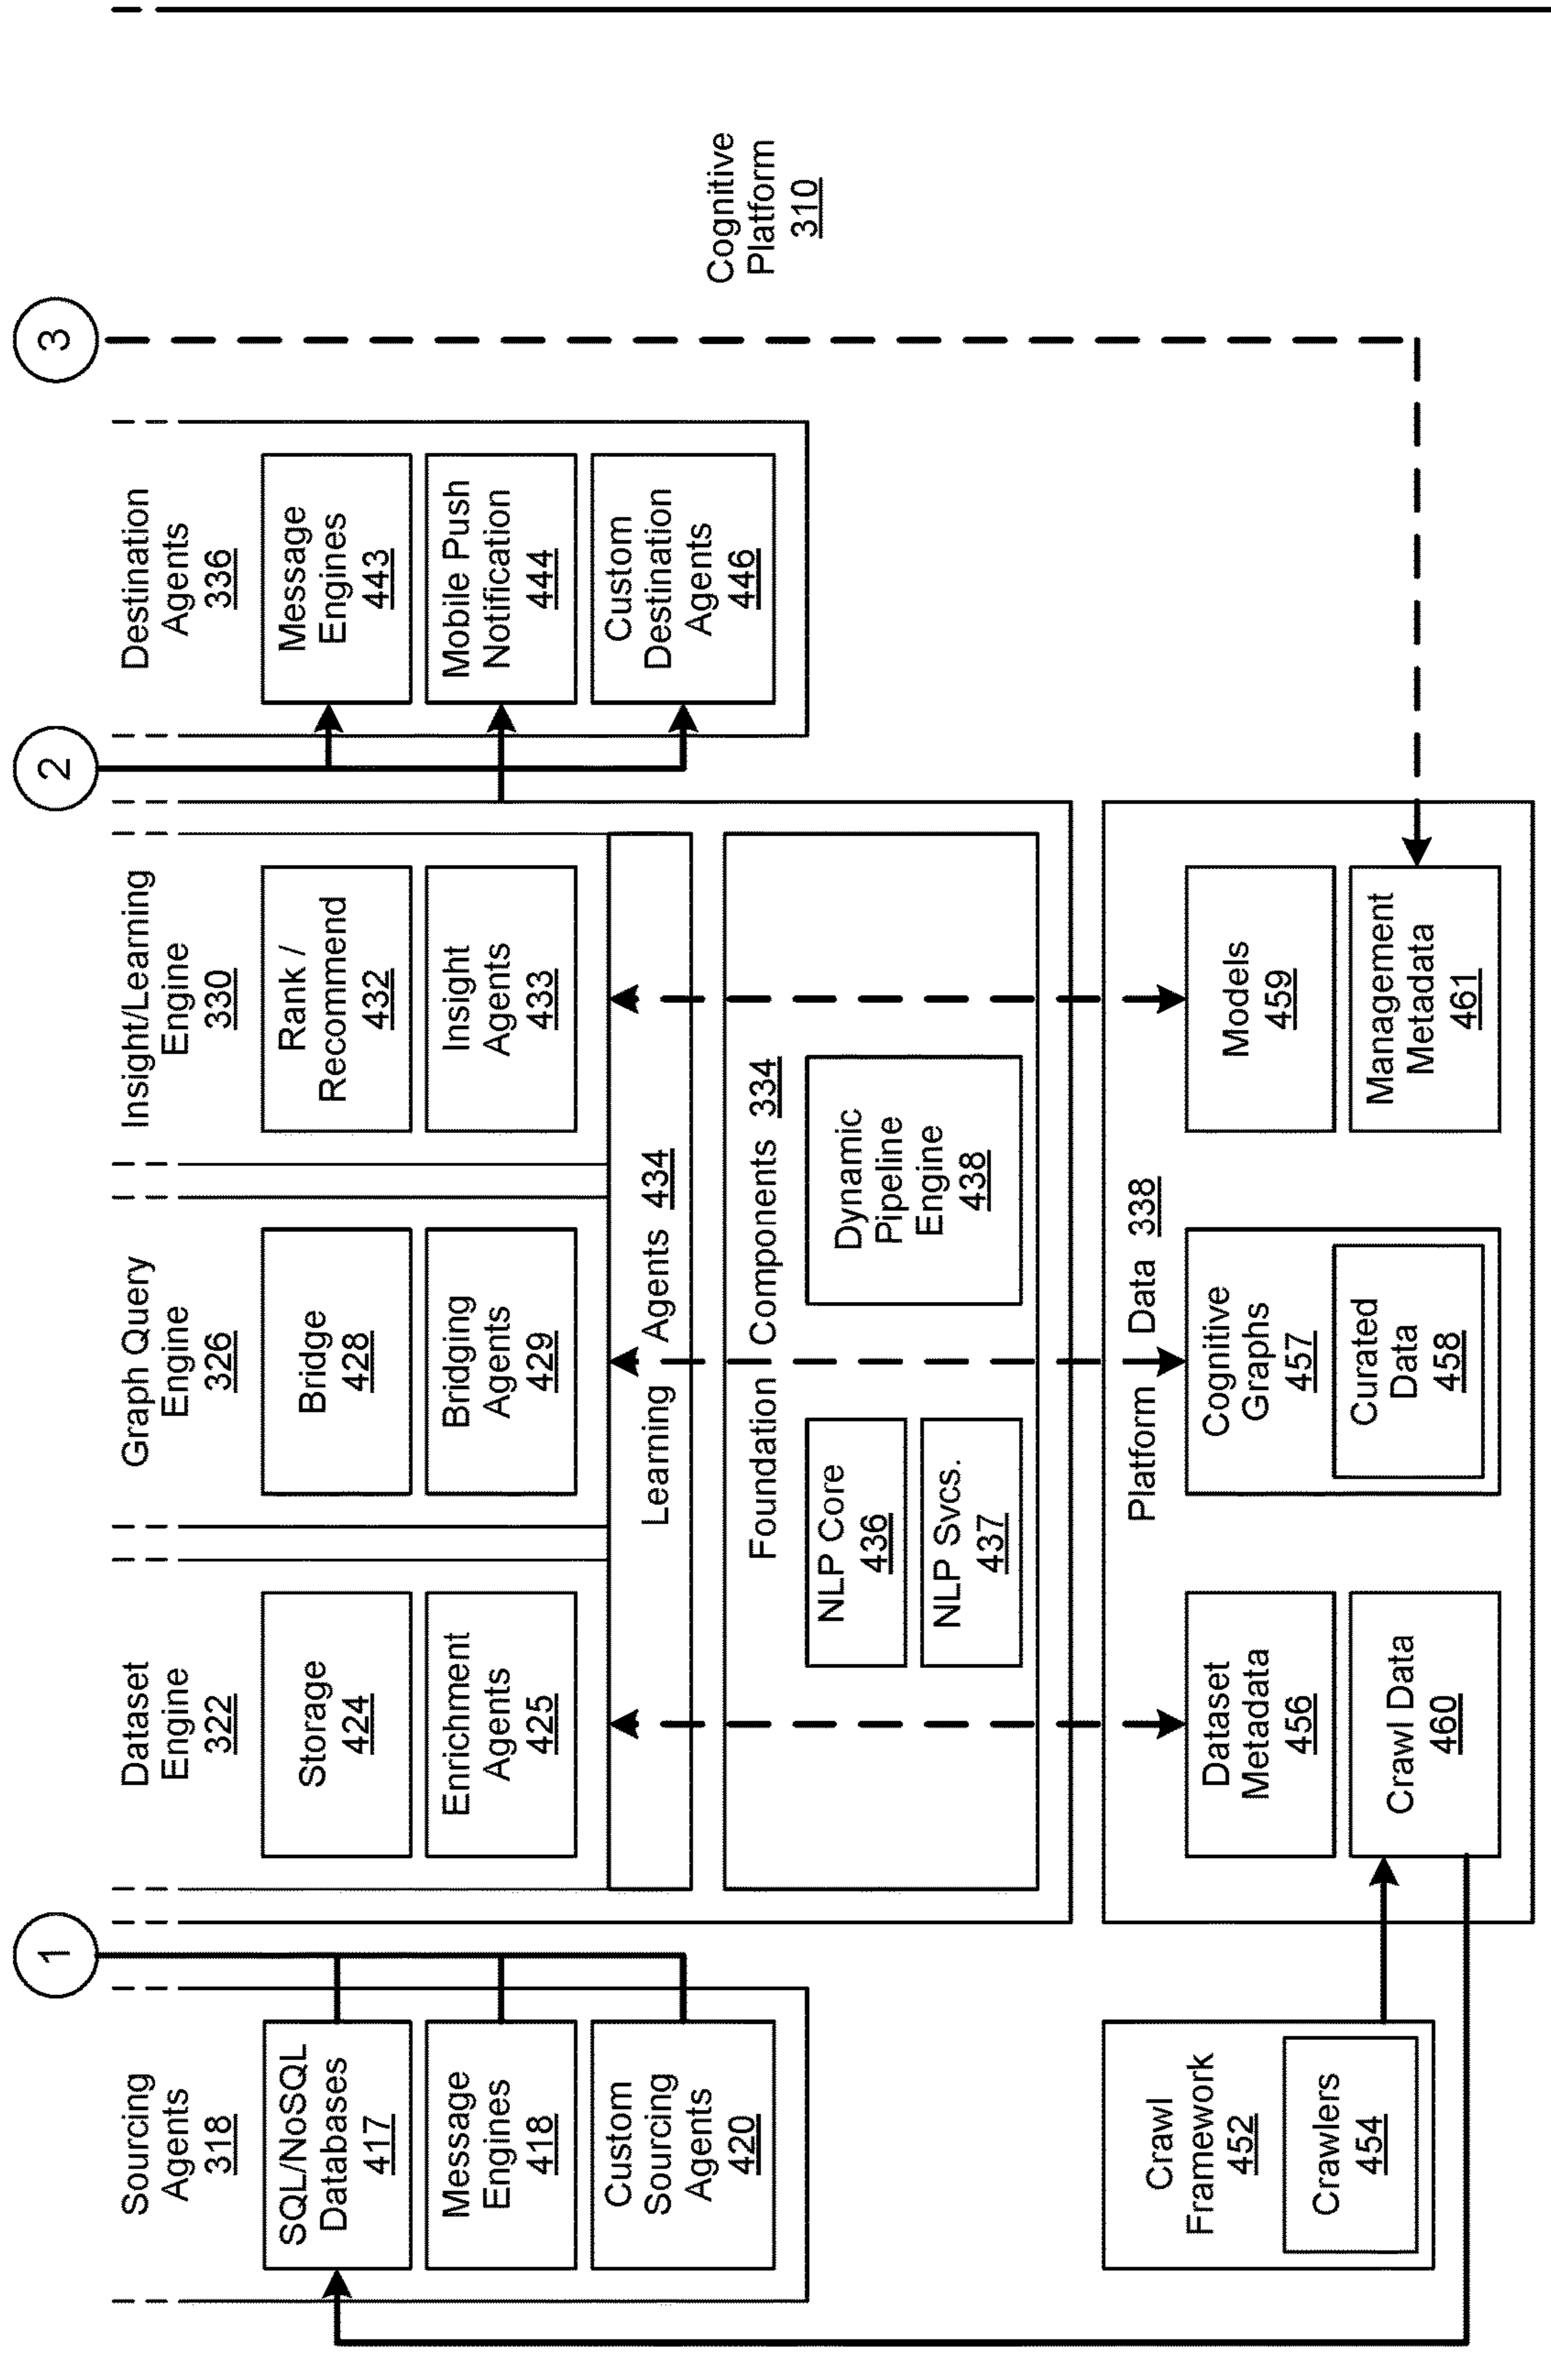 1
2
3
Sourcing
Agents
318
SQL/NoSQL
Databases
417
Message
Engines
418
Custom
Sourcing
Agents
420
Dataset
Engine
322
Storage
424
Enrichment
Agents
425
Graph Query
Engine
326
Bridge
428
Bridging
Agents
429
Insight/Learning
Engine
330
Rank /
Recommend
432
Insight
Agents
433
Learning Agents 434
Foundation Components 334
NLP Core
436
NLP Svcs.
437
Dynamic
Pipeline
Engine
438
Destination
Agents
336
Message
Engines
443
Mobile Push
Notification
444
Custom
Destination
Agents
446
Cognitive
Platform
310
Crawl
Framework
452
Crawlers
454
Platform Data 338
Dataset
Metadata
456
Crawl Data
460
Cognitive
Graphs
457
Curated
Data
458
Models
459
Management
Metadata
461